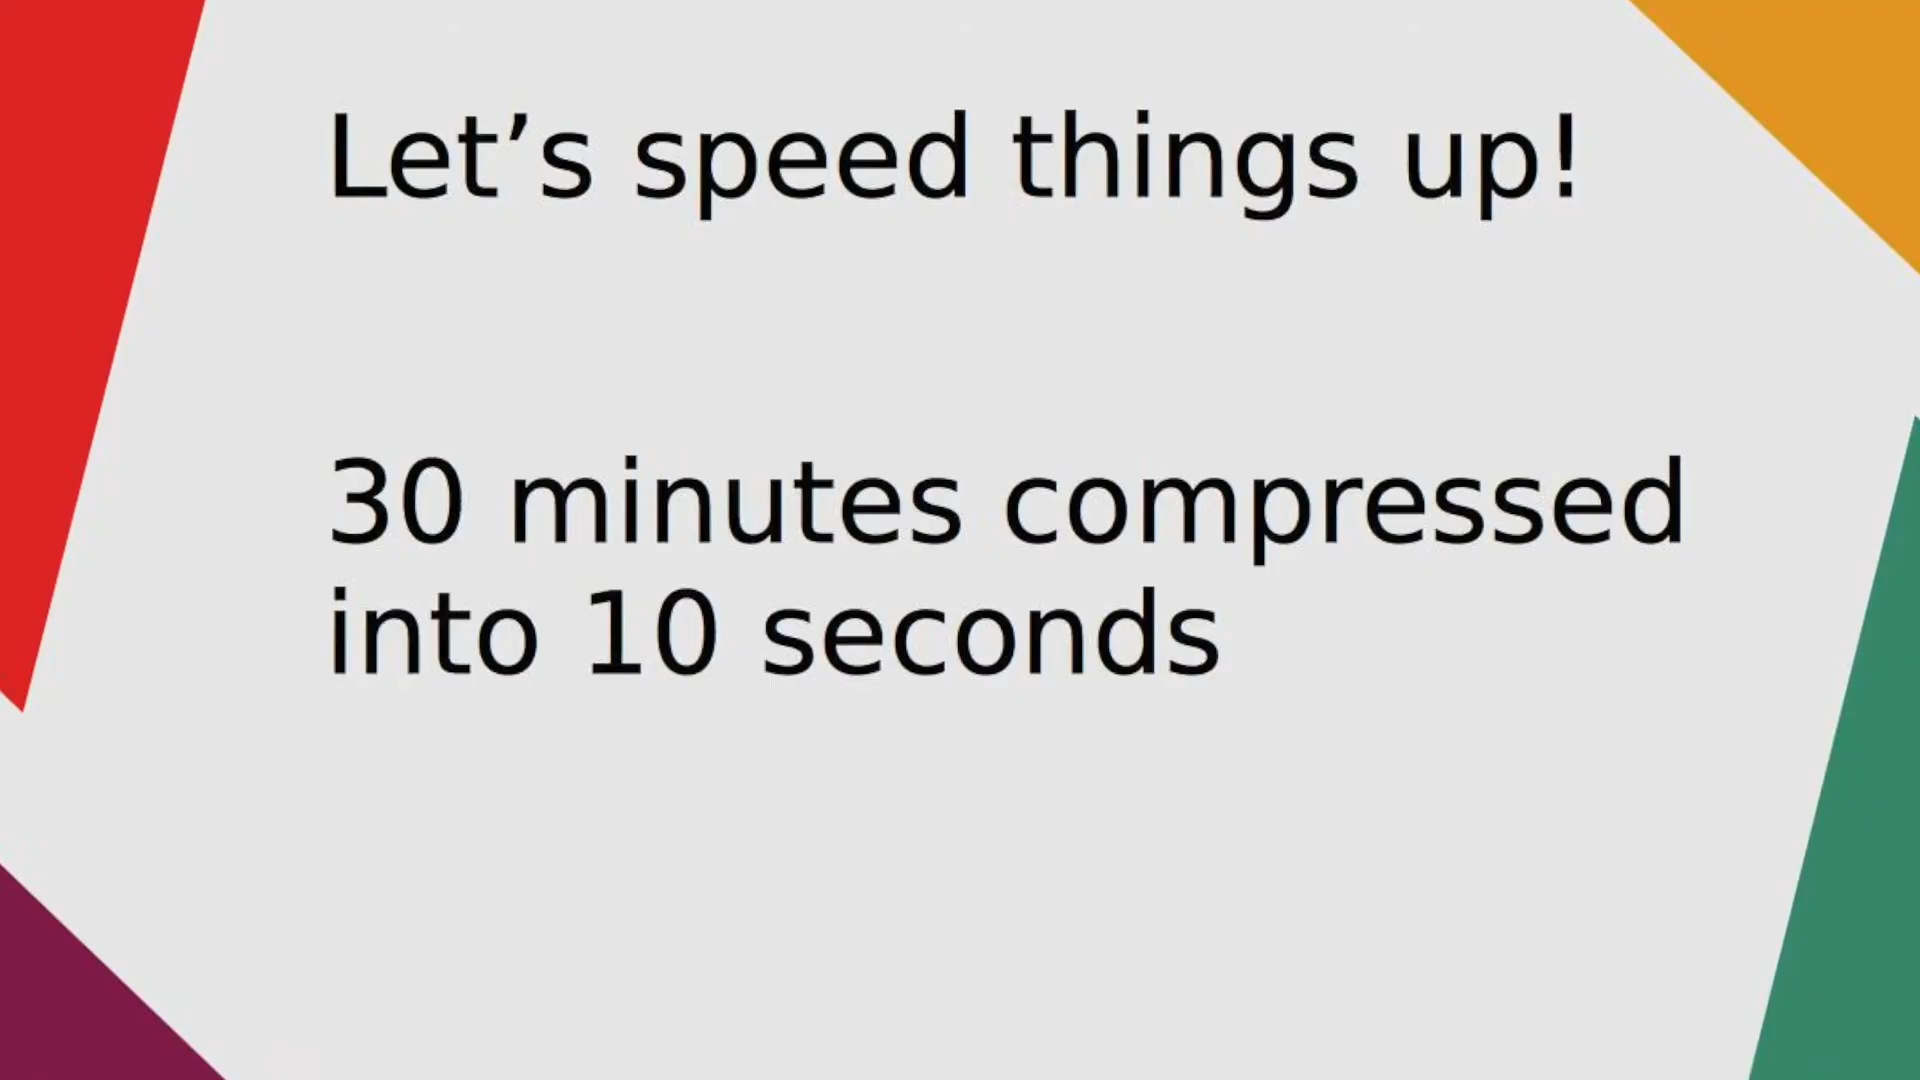 Let’s speed things up!
30 minutes compressed
into 10 seconds